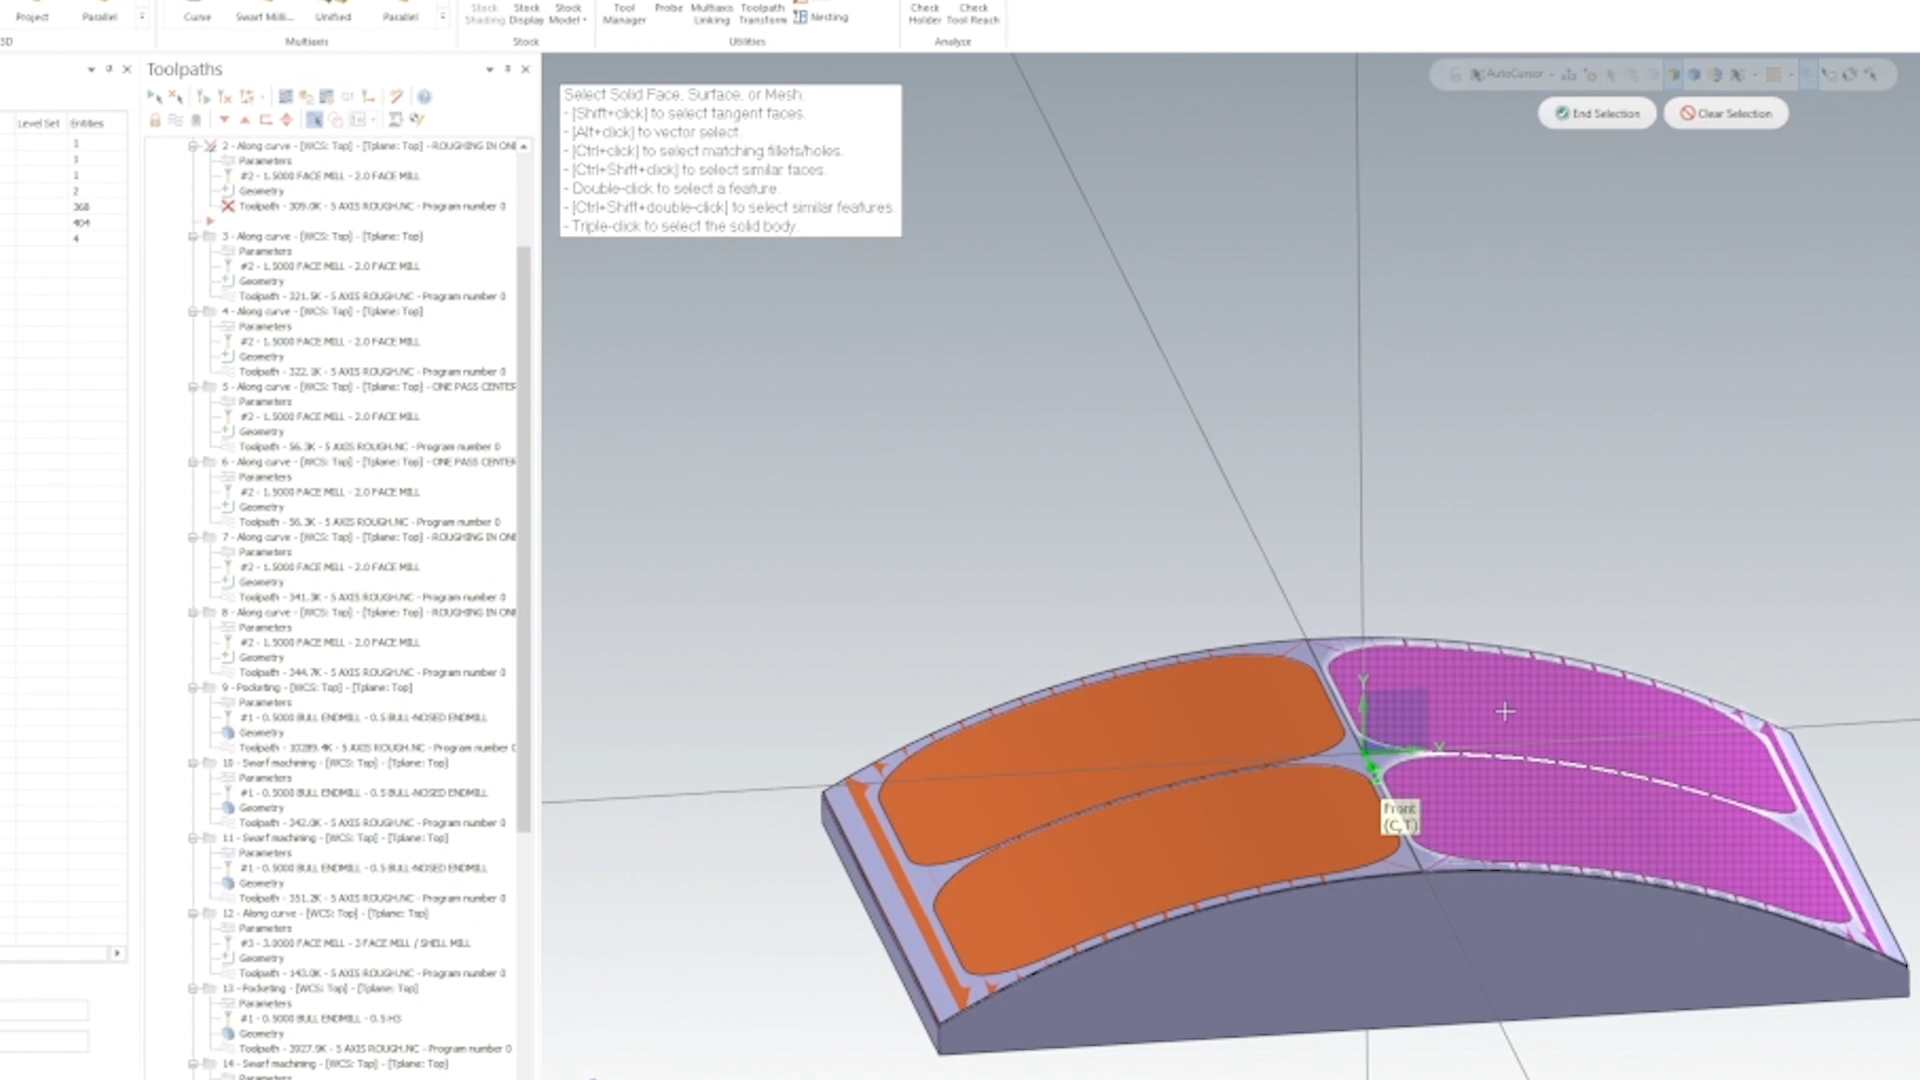 Project
Parallel
3D
Curve
Swarf Milli...
Unified
Parallel
Multiaxis
Stock Shading
Stock Display
Stock Model
Stock
Tool Manager
Probe
Multiaxis Linking
Toolpath Transform
Nesting
Utilities
Check Holder
Check Tool Reach
Analyze
Level Set
Entities
1
1
1
2
368
404
4
Toolpaths
2 - Along curve - [WCS: Top] - [Tplane: Top] - ROUGHING IN ONE
Parameters
#2 - 1.5000 FACE MILL - 2.0 FACE MILL
Geometry
Toolpath - 309.0K - 5 AXIS ROUGH.NC - Program number 0
3 - Along curve - [WCS: Top] - [Tplane: Top]
Parameters
#2 - 1.5000 FACE MILL - 2.0 FACE MILL
Geometry
Toolpath - 321.5K - 5 AXIS ROUGH.NC - Program number 0
4 - Along curve - [WCS: Top] - [Tplane: Top]
Parameters
#2 - 1.5000 FACE MILL - 2.0 FACE MILL
Geometry
Toolpath - 322.1K - 5 AXIS ROUGH.NC - Program number 0
5 - Along curve - [WCS: Top] - [Tplane: Top] - ONE PASS CENTER
Parameters
#2 - 1.5000 FACE MILL - 2.0 FACE MILL
Geometry
Toolpath - 56.3K - 5 AXIS ROUGH.NC - Program number 0
6 - Along curve - [WCS: Top] - [Tplane: Top] - ONE PASS CENTER
Parameters
#2 - 1.5000 FACE MILL - 2.0 FACE MILL
Geometry
Toolpath - 56.3K - 5 AXIS ROUGH.NC - Program number 0
7 - Along curve - [WCS: Top] - [Tplane: Top] - ROUGHING IN ONE
Parameters
#2 - 1.5000 FACE MILL - 2.0 FACE MILL
Geometry
Toolpath - 341.3K - 5 AXIS ROUGH.NC - Program number 0
8 - Along curve - [WCS: Top] - [Tplane: Top] - ROUGHING IN ONE
Parameters
#2 - 1.5000 FACE MILL - 2.0 FACE MILL
Geometry
Toolpath - 344.7K - 5 AXIS ROUGH.NC - Program number 0
9 - Pocketing - [WCS: Top] - [Tplane: Top]
Parameters
#1 - 0.5000 BULL ENDMILL - 0.5 BULL-NOSED ENDMILL
Geometry
Toolpath - 10289.4K - 5 AXIS ROUGH.NC - Program number 0
10 - Swarf machining - [WCS: Top] - [Tplane: Top]
Parameters
#1 - 0.5000 BULL ENDMILL - 0.5 BULL-NOSED ENDMILL
Geometry
Toolpath - 342.0K - 5 AXIS ROUGH.NC - Program number 0
11 - Swarf machining - [WCS: Top] - [Tplane: Top]
Parameters
#1 - 0.5000 BULL ENDMILL - 0.5 BULL-NOSED ENDMILL
Geometry
Toolpath - 351.2K - 5 AXIS ROUGH.NC - Program number 0
12 - Along curve - [WCS: Top] - [Tplane: Top]
Parameters
#3 - 3.0000 FACE MILL - 3 FACE MILL / SHELL MILL
Geometry
Toolpath - 143.0K - 5 AXIS ROUGH.NC - Program number 0
13 - Pocketing - [WCS: Top] - [Tplane: Top]
Parameters
#1 - 0.5000 BULL ENDMILL - 0.5 H3
Geometry
Toolpath - 3927.9K - 5 AXIS ROUGH.NC - Program number 0
14 - Swarf machining - [WCS: Top] - [Tplane: Top]
Parameters
Select Solid Face, Surface, or Mesh.
- [Shift+click] to select tangent faces.
- [Alt+click] to vector select.
- [Ctrl+click] to select matching fillets/holes.
- [Ctrl+Shift+click] to select similar faces.
- Double-click to select a feature.
- [Ctrl+Shift+double-click] to select similar features.
- Triple-click to select the solid body.
AutoCursor
End Selection
Clear Selection
Y
X
Front
(C,T)